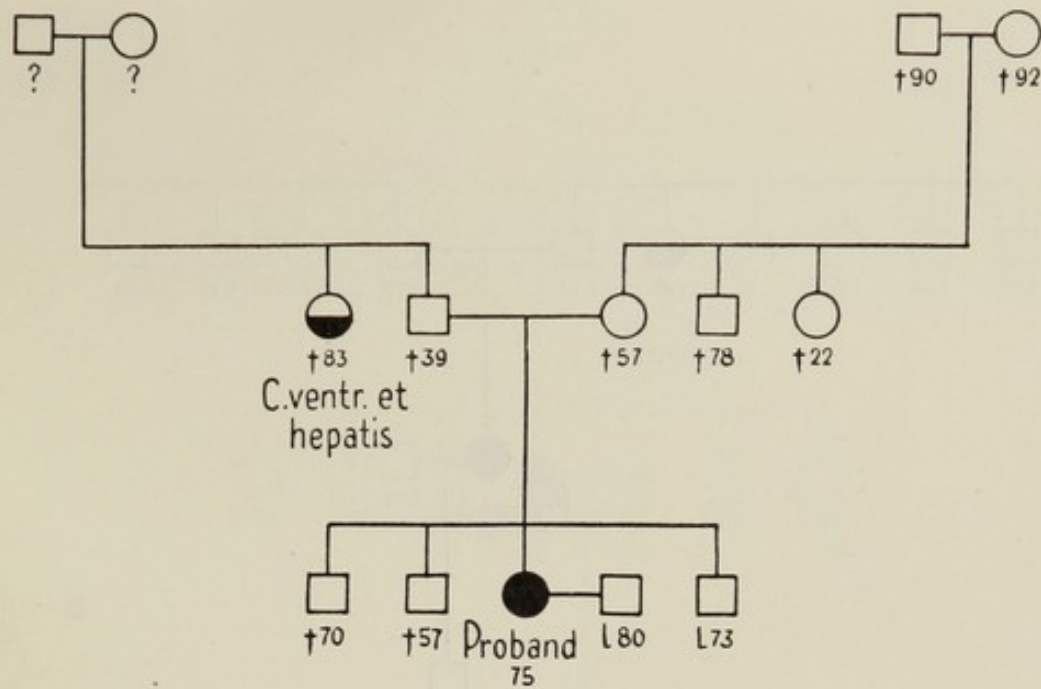 ? ? †90 †92
†83 †39 †57 †78 †22
C.ventr. et
hepatis
†70 †57 Proband L80 L73
75